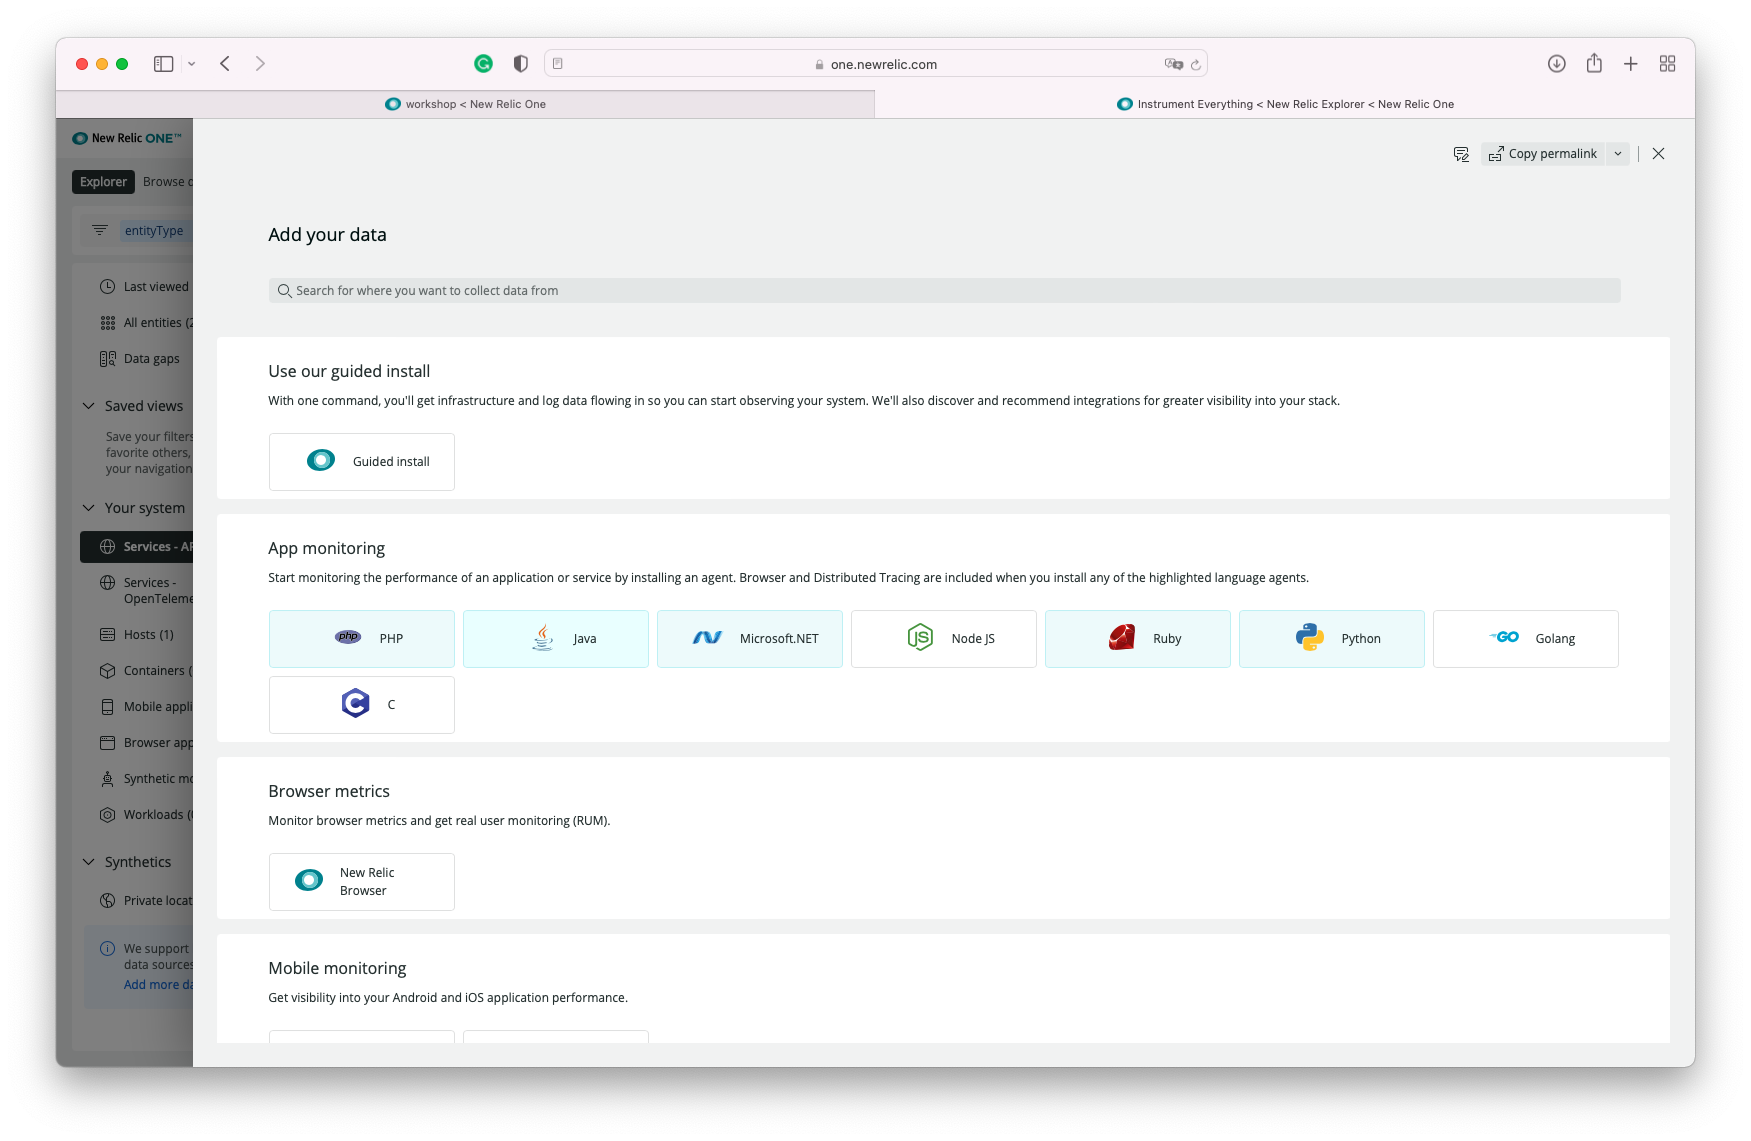 one.newrelic.com
workshop < New Relic One
Instrument Everything < New Relic Explorer < New Relic One
New Relic ONE™
Explorer
Browse
entityType
Last viewed
All entities
Data gaps
Saved views
Save your filters
favorite others,
your navigation
Your system
Services -
Services -
Hosts (1)
Containers
Mobile
Browser
Synthetic
Workloads
Synthetics
Private
We support
data sources
Add more
Copy permalink
Add your data
Search for where you want to collect data from
Use our guided install
With one command, you'll get infrastructure and log data flowing in so you can start observing your system. We'll also discover and recommend integrations for greater visibility into your stack.
Guided install
App monitoring
Start monitoring the performance of an application or service by installing an agent. Browser and Distributed Tracing are included when you install any of the highlighted language agents.
php PHP
Java
Microsoft.NET
JS Node JS
Ruby
Python
GO Golang
C C
Browser metrics
Monitor browser metrics and get real user monitoring (RUM).
New Relic
Browser
Mobile monitoring
Get visibility into your Android and iOS application performance.